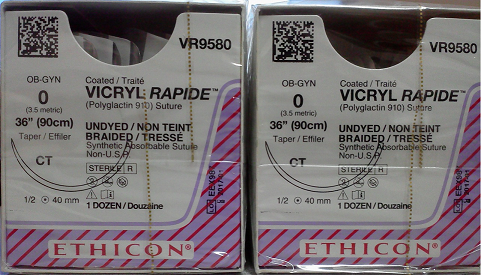 VR9580
OB-GYN
0
(3.5 metric)
36" (90cm)
Taper / Effiler
CT
Coated / Traité
VICRYL RAPIDE™
(Polyglactin 910) Suture
UNDYED / NON TEINT
BRAIDED / TRESSÉ
Synthetic Absorbable Suture
Non-U.S.P.
STERILE R
1/2 40 mm
1 DOZEN / Douzaine
LOT
ETHICON®
VR9580
OB-GYN
0
(3.5 metric)
36" (90cm)
Taper / Effiler
CT
Coated / Traité
VICRYL RAPIDE™
(Polyglactin 910) Suture
UNDYED / NON TEINT
BRAIDED / TRESSÉ
Synthetic Absorbable Suture
Non-U.S.P.
STERILE R
1/2 40 mm
1 DOZEN / Douzaine
LOT
ETHICON®